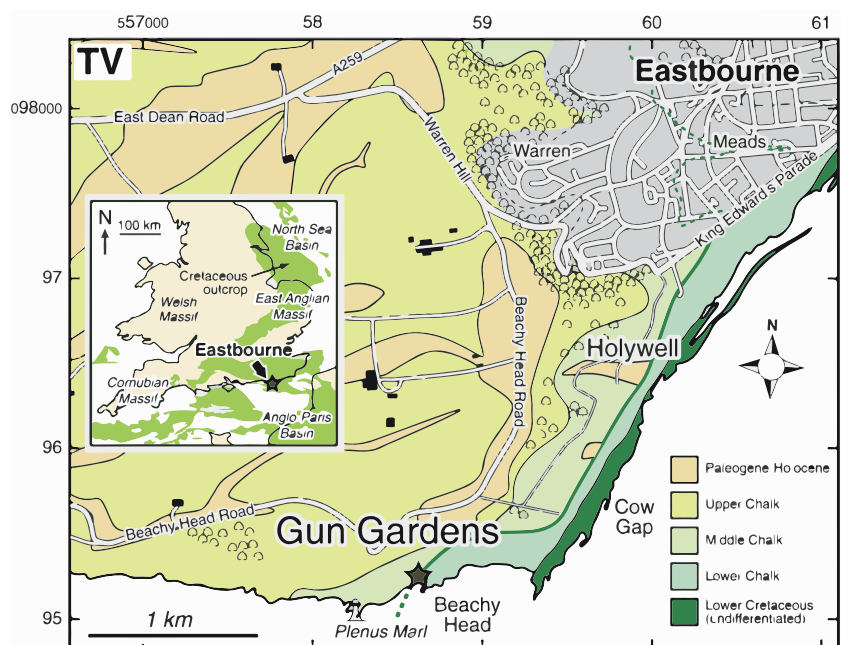 557000 58 59 60 61
TV
Eastbourne
A259
098000
East Dean Road
Warren Hill
Warren
Meads
King Edward's Parade
N
100 km
North Sea
Basin
Cretaceous
outcrop
Welsh
Massif
East Anglian
Massif
Eastbourne
Cornubian
Massif
Anglo Paris
Basin
97
Beachy Head Road
Holywell
N
96
Paleogene Ho ocene
Upper Chalk
M ddle Chalk
Lower Chalk
Lower Cretaceous
(undifferentiated)
Cow
Gap
Beachy Head Road
Gun Gardens
95
1 km
Plenus Marl
Beachy
Head